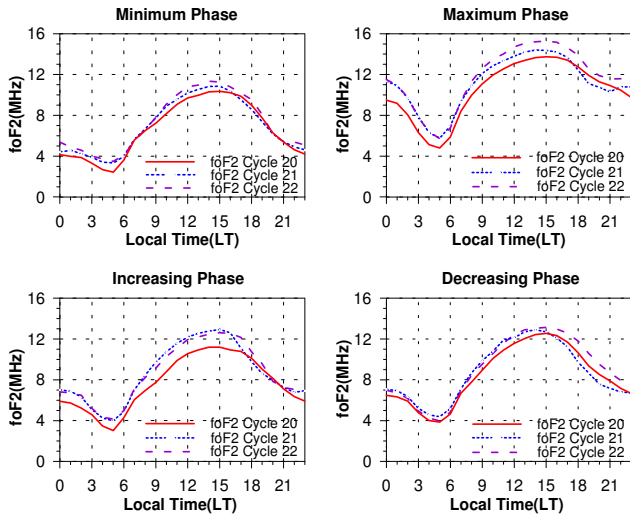 Minimum Phase
16
12
8
4
0
foF2(MHz)
foF2 Cycle 20
foF2 Cycle 21
foF2 Cycle 22
0 3 6 9 12 15 18 21
Local Time(LT)
Maximum Phase
16
12
8
4
0
foF2(MHz)
foF2 Cycle 20
foF2 Cycle 21
foF2 Cycle 22
0 3 6 9 12 15 18 21
Local Time(LT)
Increasing Phase
16
12
8
4
0
foF2(MHz)
foF2 Cycle 20
foF2 Cycle 21
foF2 Cycle 22
0 3 6 9 12 15 18 21
Local Time(LT)
Decreasing Phase
16
12
8
4
0
foF2(MHz)
foF2 Cycle 20
foF2 Cycle 21
foF2 Cycle 22
0 3 6 9 12 15 18 21
Local Time(LT)